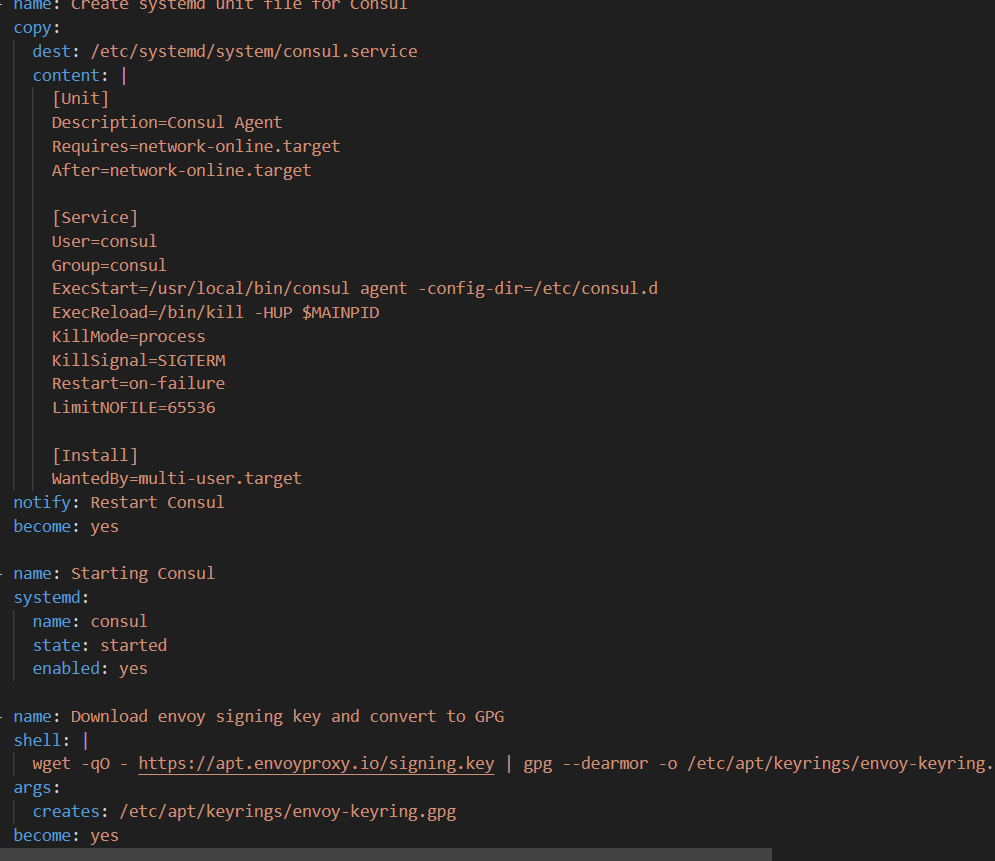 - name: Create systemd unit file for Consul
copy:
dest: /etc/systemd/system/consul.service
content: |
[Unit]
Description=Consul Agent
Requires=network-online.target
After=network-online.target
[Service]
User=consul
Group=consul
ExecStart=/usr/local/bin/consul agent -config-dir=/etc/consul.d
ExecReload=/bin/kill -HUP $MAINPID
KillMode=process
KillSignal=SIGTERM
Restart=on-failure
LimitNOFILE=65536
[Install]
WantedBy=multi-user.target
notify: Restart Consul
become: yes
- name: Starting Consul
systemd:
name: consul
state: started
enabled: yes
- name: Download envoy signing key and convert to GPG
shell: |
wget -qO - https://apt.envoyproxy.io/signing.key | gpg --dearmor -o /etc/apt/keyrings/envoy-keyring.
args:
creates: /etc/apt/keyrings/envoy-keyring.gpg
become: yes